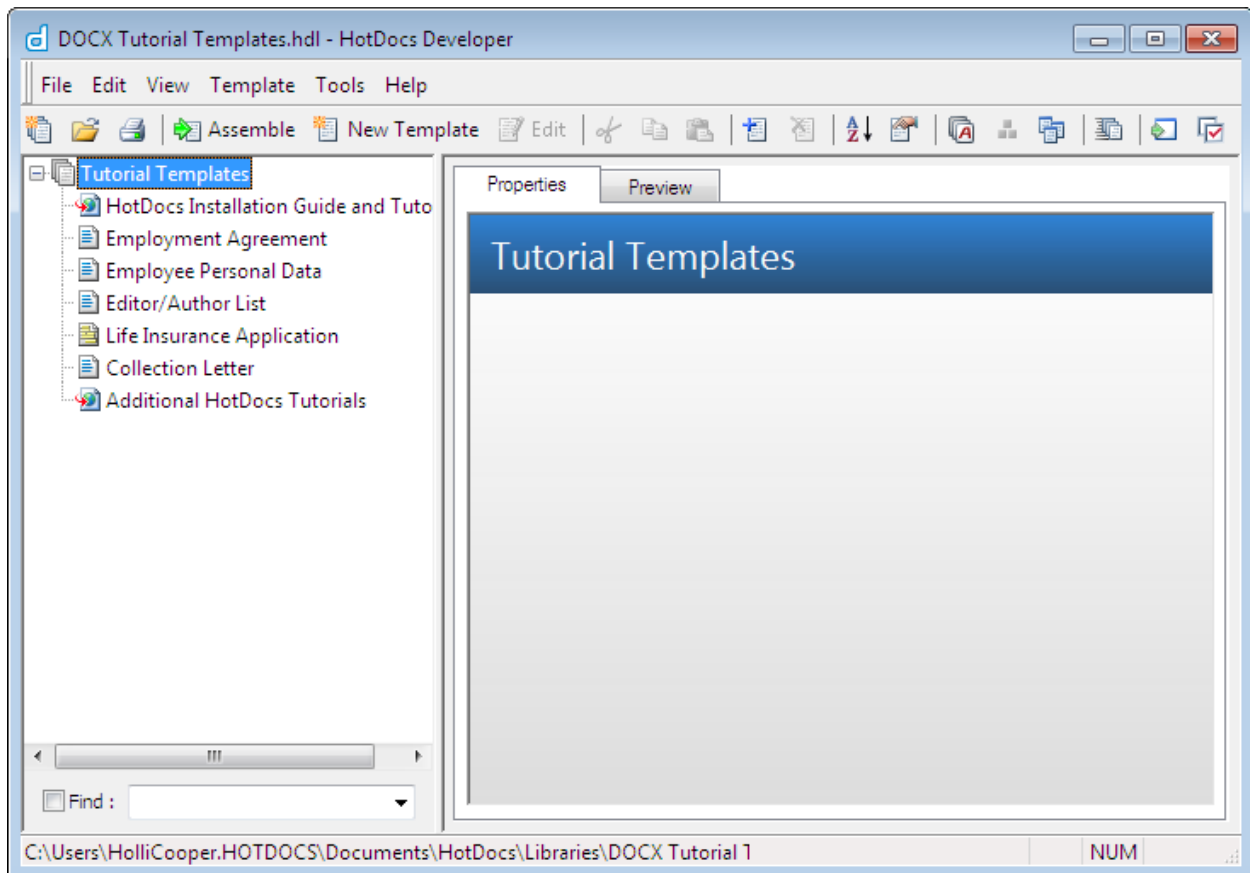 DOCX Tutorial Templates.hdl - HotDocs Developer
File Edit View Template Tools Help
Assemble New Template Edit
Tutorial Templates
HotDocs Installation Guide and Tuto
Employment Agreement
Employee Personal Data
Editor/Author List
Life Insurance Application
Collection Letter
Additional HotDocs Tutorials
Find :
Properties Preview
Tutorial Templates
C:\Users\HolliCooper.HOTDOCS\Documents\HotDocs\Libraries\DOCX Tutorial T
NUM